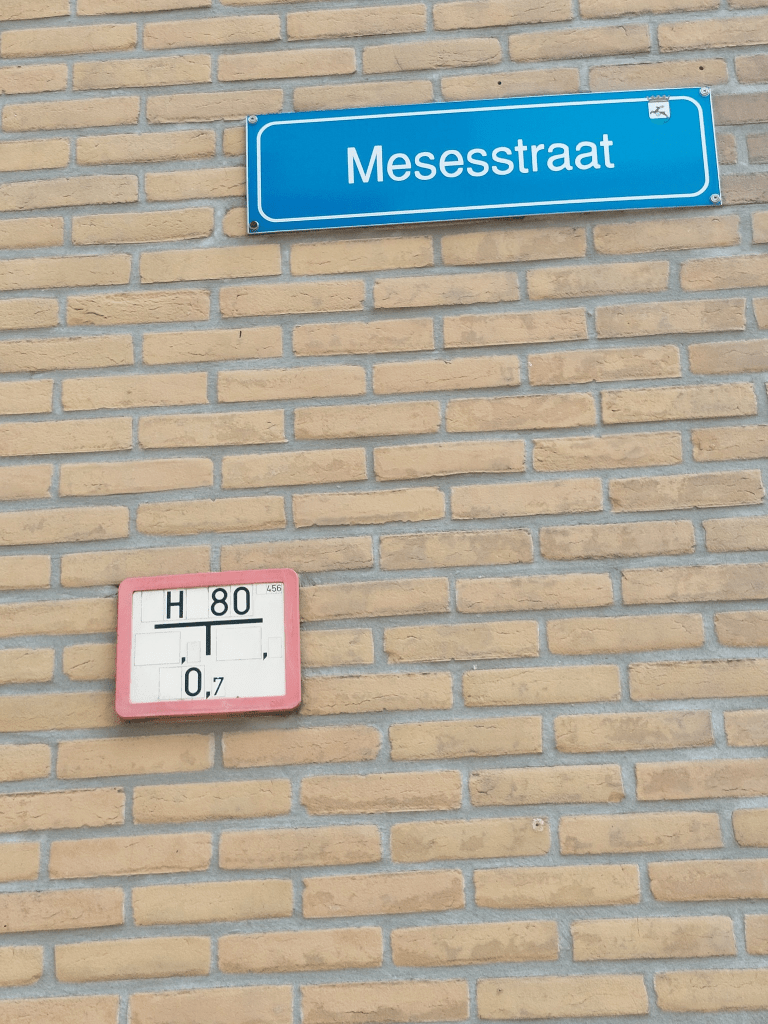 Mesesstraat
H 80 456
, ,
0,7